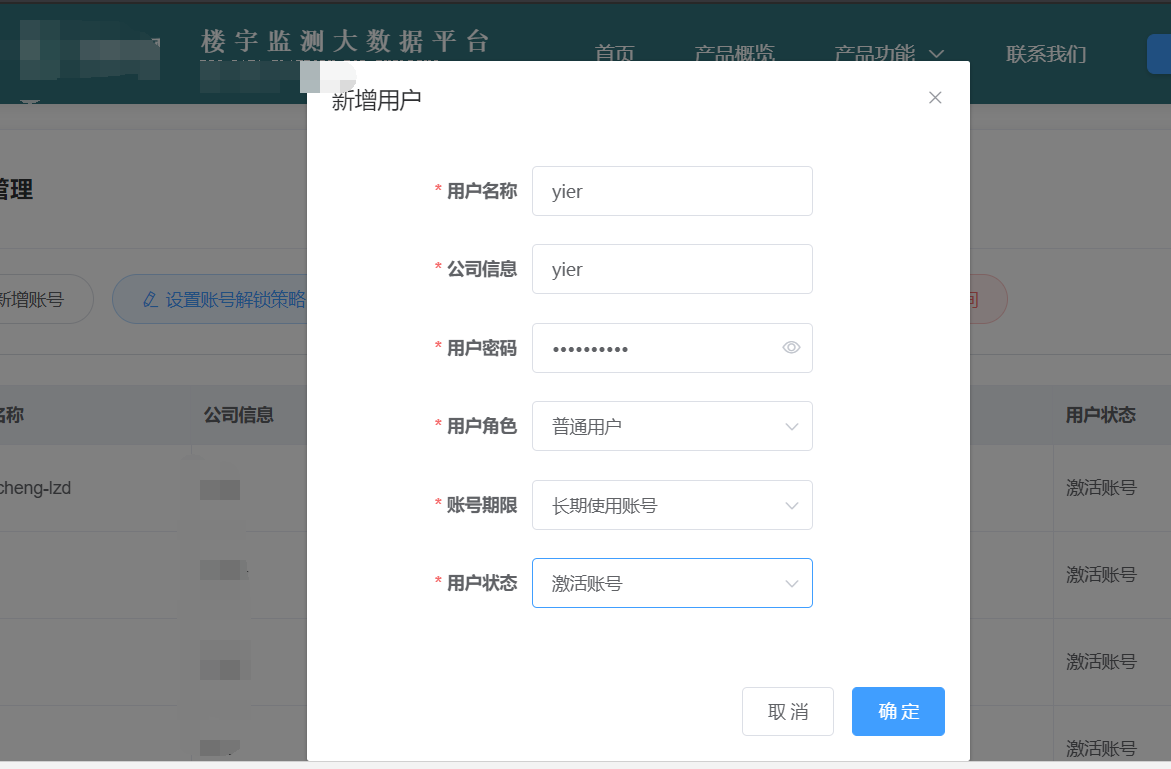 楼宇监测大数据平台
首页
产品概览
产品功能
联系我们
新增用户
管理
* 用户名称 yier
* 公司信息 yier
新增账号
设置账号解锁策略
* 用户密码 ••••••••••
名称
公司信息
* 用户角色 普通用户
用户状态
cheng-lzd
* 账号期限 长期使用账号
激活账号
* 用户状态 激活账号
激活账号
激活账号
激活账号
取消
确定